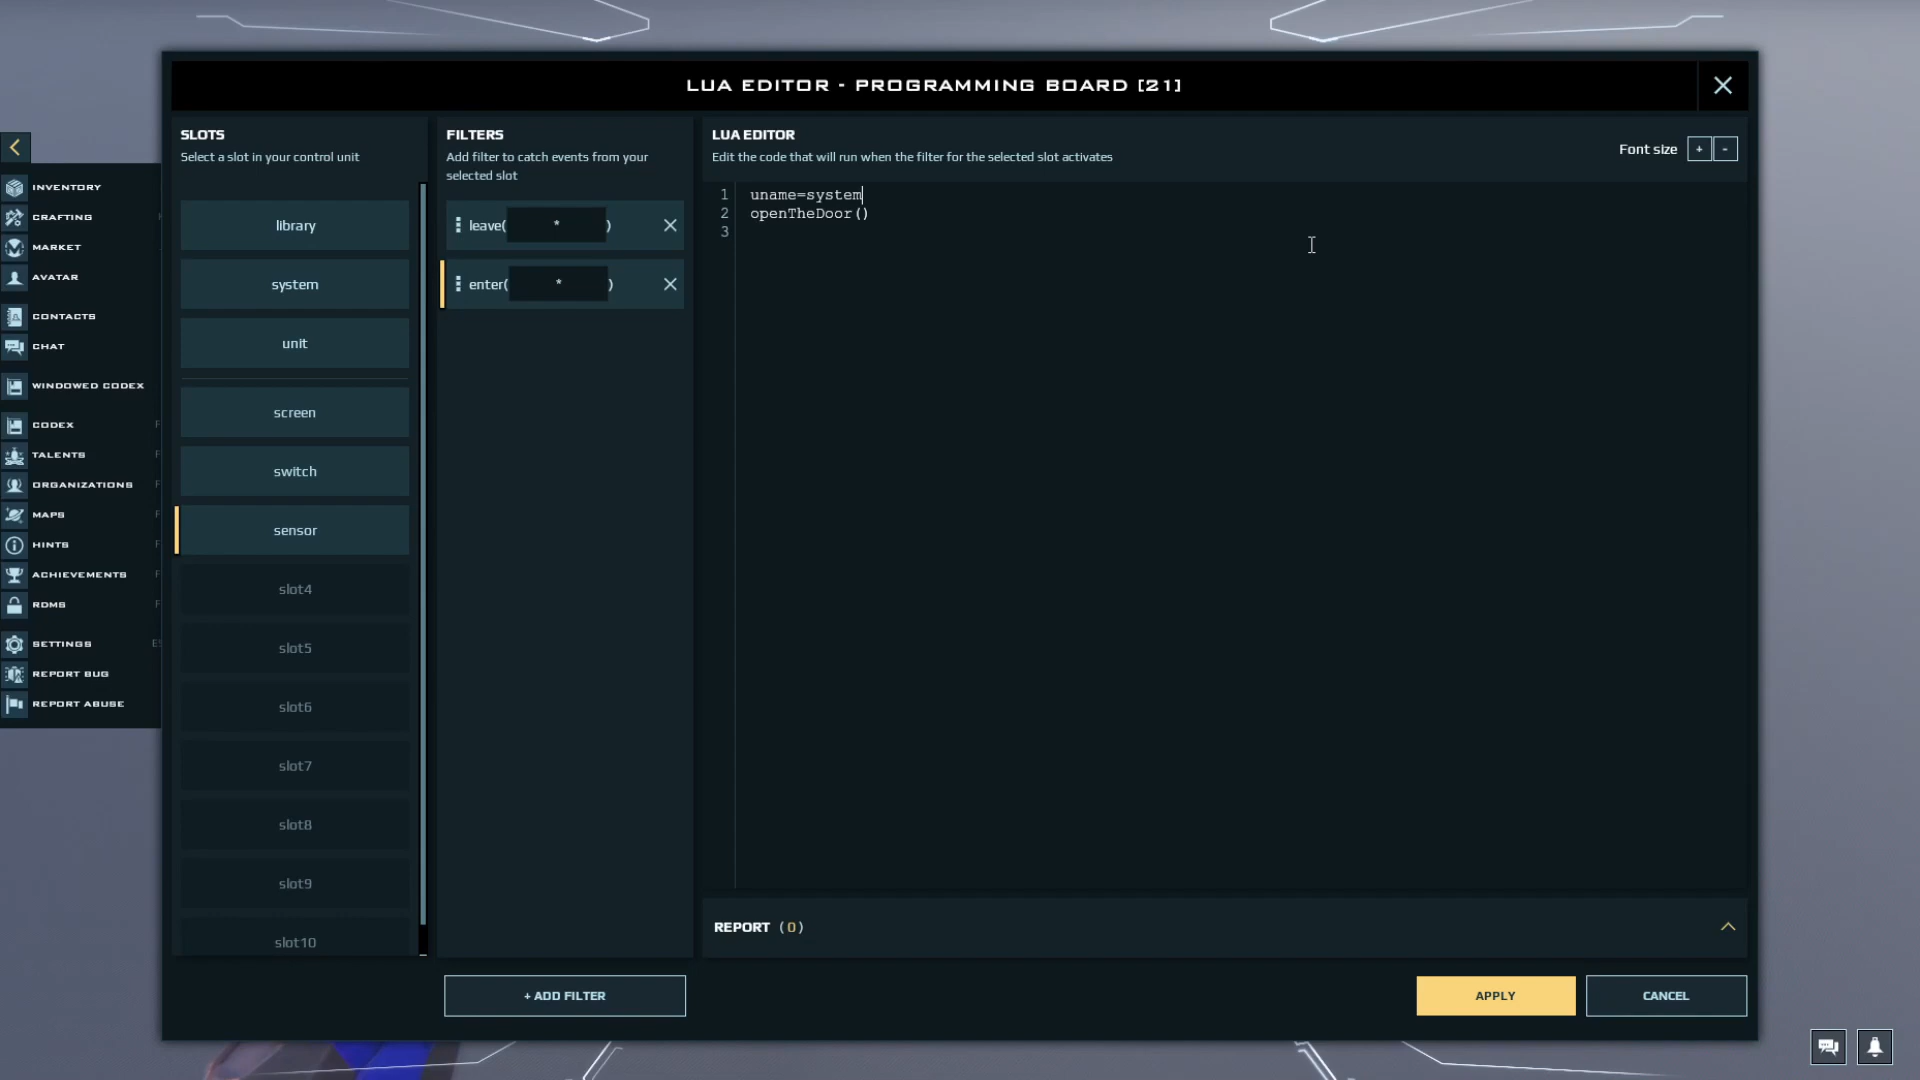 LUA EDITOR - PROGRAMMING BOARD [21]
INVENTORY
CRAFTING
MARKET
AVATAR
CONTACTS
CHAT
WINDOWED CODEX
CODEX F
TALENTS F
ORGANIZATIONS F
MAPS F
HINTS F
ACHIEVEMENTS F
RDMS F
SETTINGS
REPORT BUG
REPORT ABUSE
SLOTS
Select a slot in your control unit
library
system
unit
screen
switch
sensor
slot4
slot5
slot6
slot7
slot8
slot9
slot10
FILTERS
Add filter to catch events from your
selected slot
leave( * )
enter( * )
+ ADD FILTER
LUA EDITOR
Edit the code that will run when the filter for the selected slot activates
Font size + -
1 uname=system
2 openTheDoor()
3
REPORT (0)
APPLY
CANCEL